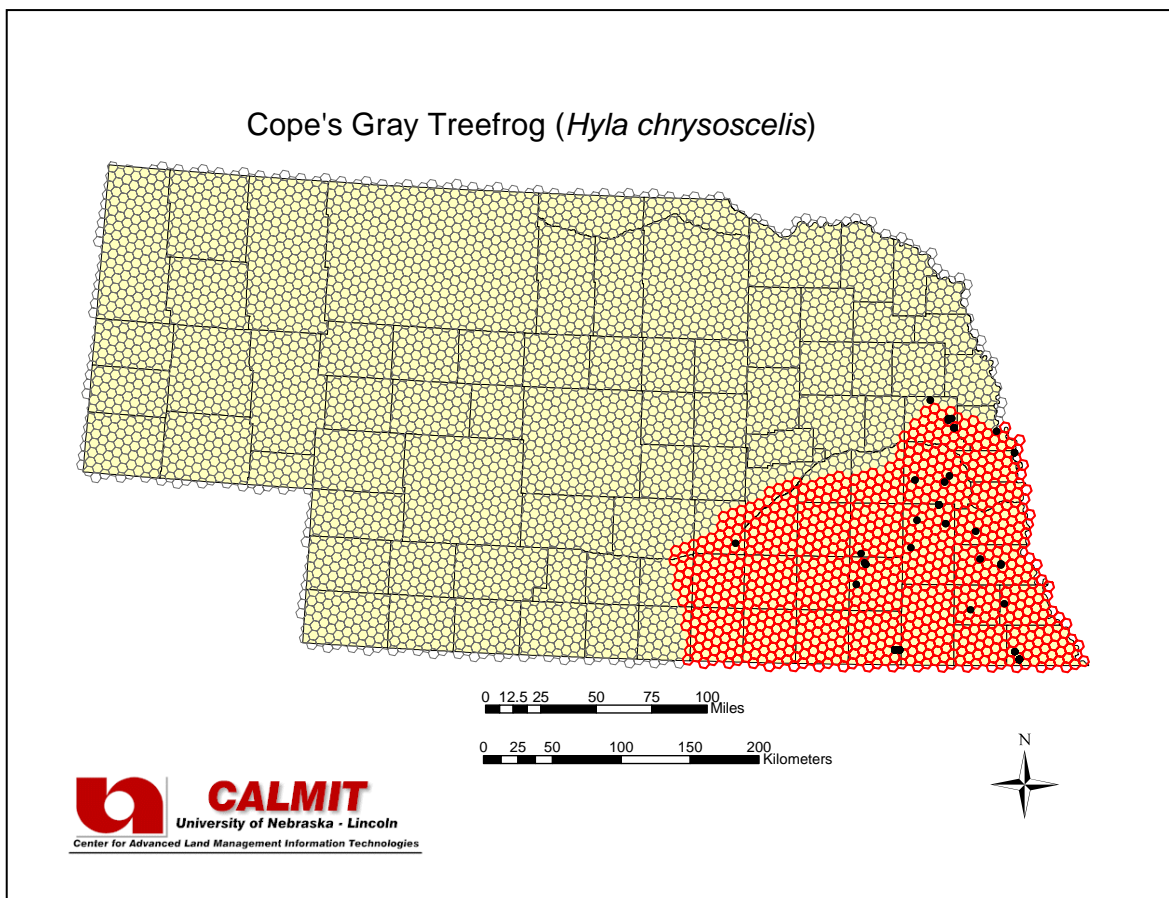 Cope's Gray Treefrog (Hyla chrysoscelis)
0 12.5 25 50 75 100
Miles
0 25 50 100 150 200
Kilometers
N
CALMIT
University of Nebraska - Lincoln
Center for Advanced Land Management Information Technologies